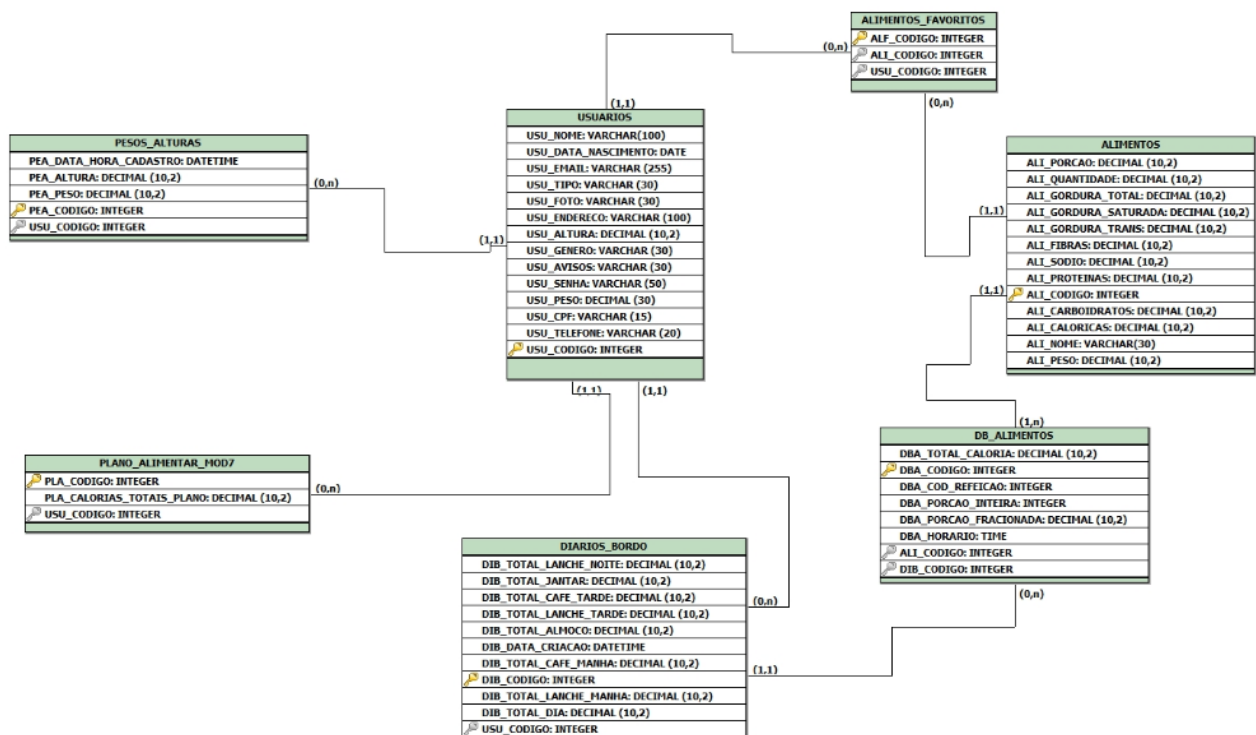 ALIMENTOS_FAVORITOS
ALF_CODIGO: INTEGER
ALI_CODIGO: INTEGER
USU_CODIGO: INTEGER
(0,n)
(0,n)
(1,1)
USUARIOS
USU_NOME: VARCHAR(100)
USU_DATA_NASCIMENTO: DATE
USU_EMAIL: VARCHAR (255)
USU_TIPO: VARCHAR (30)
USU_FOTO: VARCHAR (30)
USU_ENDERECO: VARCHAR (100)
USU_ALTURA: DECIMAL (10,2)
USU_GENERO: VARCHAR (30)
USU_AVISOS: VARCHAR (30)
USU_SENHA: VARCHAR (50)
USU_PESO: DECIMAL (30)
USU_CPF: VARCHAR (15)
USU_TELEFONE: VARCHAR (20)
USU_CODIGO: INTEGER
PESOS_ALTURAS
PEA_DATA_HORA_CADASTRO: DATETIME
PEA_ALTURA: DECIMAL (10,2)
PEA_PESO: DECIMAL (10,2)
PEA_CODIGO: INTEGER
USU_CODIGO: INTEGER
(0,n)
(1,1)
ALIMENTOS
ALI_PORCAO: DECIMAL (10,2)
ALI_QUANTIDADE: DECIMAL (10,2)
ALI_GORDURA_TOTAL: DECIMAL (10,2)
ALI_GORDURA_SATURADA: DECIMAL (10,2)
ALI_GORDURA_TRANS: DECIMAL (10,2)
ALI_FIBRAS: DECIMAL (10,2)
ALI_SODIO: DECIMAL (10,2)
ALI_PROTEINAS: DECIMAL (10,2)
ALI_CODIGO: INTEGER
ALI_CARBOIDRATOS: DECIMAL (10,2)
ALI_CALORICAS: DECIMAL (10,2)
ALI_NOME: VARCHAR(30)
ALI_PESO: DECIMAL (10,2)
(1,1)
(1,1)
(1,1)
(1,1)
(1,n)
DB_ALIMENTOS
DBA_TOTAL_CALORIA: DECIMAL (10,2)
DBA_CODIGO: INTEGER
DBA_COD_REFEICAO: INTEGER
DBA_PORCAO_INTEIRA: INTEGER
DBA_PORCAO_FRACIONADA: DECIMAL (10,2)
DBA_HORARIO: TIME
ALI_CODIGO: INTEGER
DIB_CODIGO: INTEGER
(0,n)
PLANO_ALIMENTAR_MOD7
PLA_CODIGO: INTEGER
PLA_CALORIAS_TOTAIS_PLANO: DECIMAL (10,2)
USU_CODIGO: INTEGER
(0,n)
DIARIOS_BORDO
DIB_TOTAL_LANCHE_NOITE: DECIMAL (10,2)
DIB_TOTAL_JANTAR: DECIMAL (10,2)
DIB_TOTAL_CAFE_TARDE: DECIMAL (10,2)
DIB_TOTAL_LANCHE_TARDE: DECIMAL (10,2)
DIB_TOTAL_ALMOCO: DECIMAL (10,2)
DIB_DATA_CRIACAO: DATETIME
DIB_TOTAL_CAFE_MANHA: DECIMAL (10,2)
DIB_CODIGO: INTEGER
DIB_TOTAL_LANCHE_MANHA: DECIMAL (10,2)
DIB_TOTAL_DIA: DECIMAL (10,2)
USU_CODIGO: INTEGER
(0,n)
(1,1)